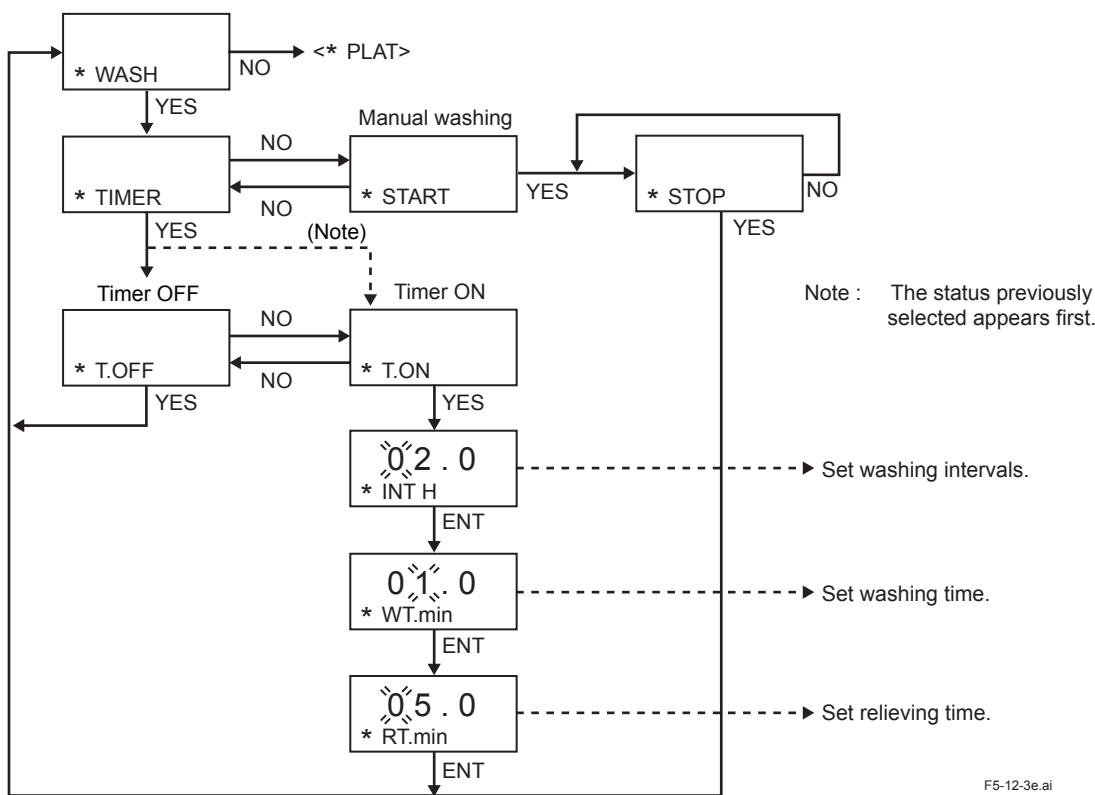 * WASH
NO
<* PLAT>
YES
Manual washing
* TIMER
NO
NO
* START
YES
* STOP
NO
YES
YES
(Note)
Timer OFF
Timer ON
Note : The status previously
selected appears first.
* T.OFF
NO
NO
* T.ON
YES
YES
02.0
* INT H
Set washing intervals.
ENT
01.0
* WT.min
Set washing time.
ENT
05.0
* RT.min
Set relieving time.
ENT
F5-12-3e.ai